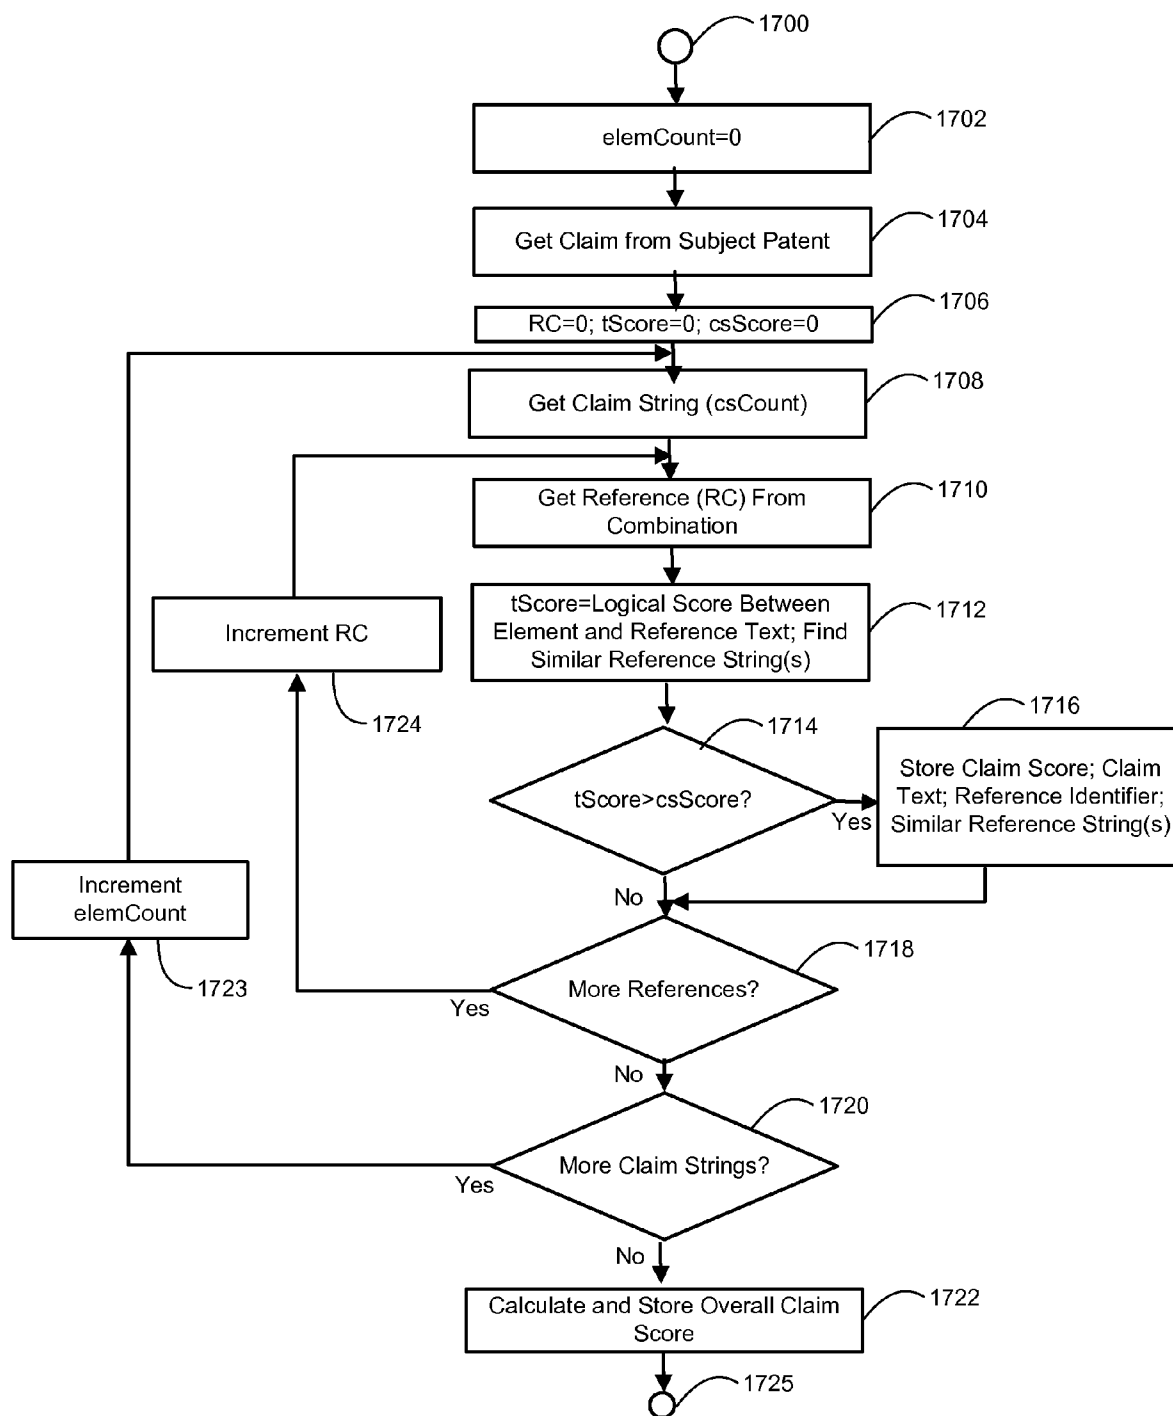 1700
elemCount=0
1702
Get Claim from Subject Patent
1704
RC=0; tScore=0; csScore=0
1706
Get Claim String (csCount)
1708
Get Reference (RC) From
Combination
1710
tScore=Logical Score Between
Element and Reference Text; Find
Similar Reference String(s)
1712
Increment RC
1724
tScore>csScore?
1714
Yes
No
Store Claim Score; Claim
Text; Reference Identifier;
Similar Reference String(s)
1716
Increment
elemCount
1723
More References?
1718
Yes
No
More Claim Strings?
1720
Yes
No
Calculate and Store Overall Claim
Score
1722
1725